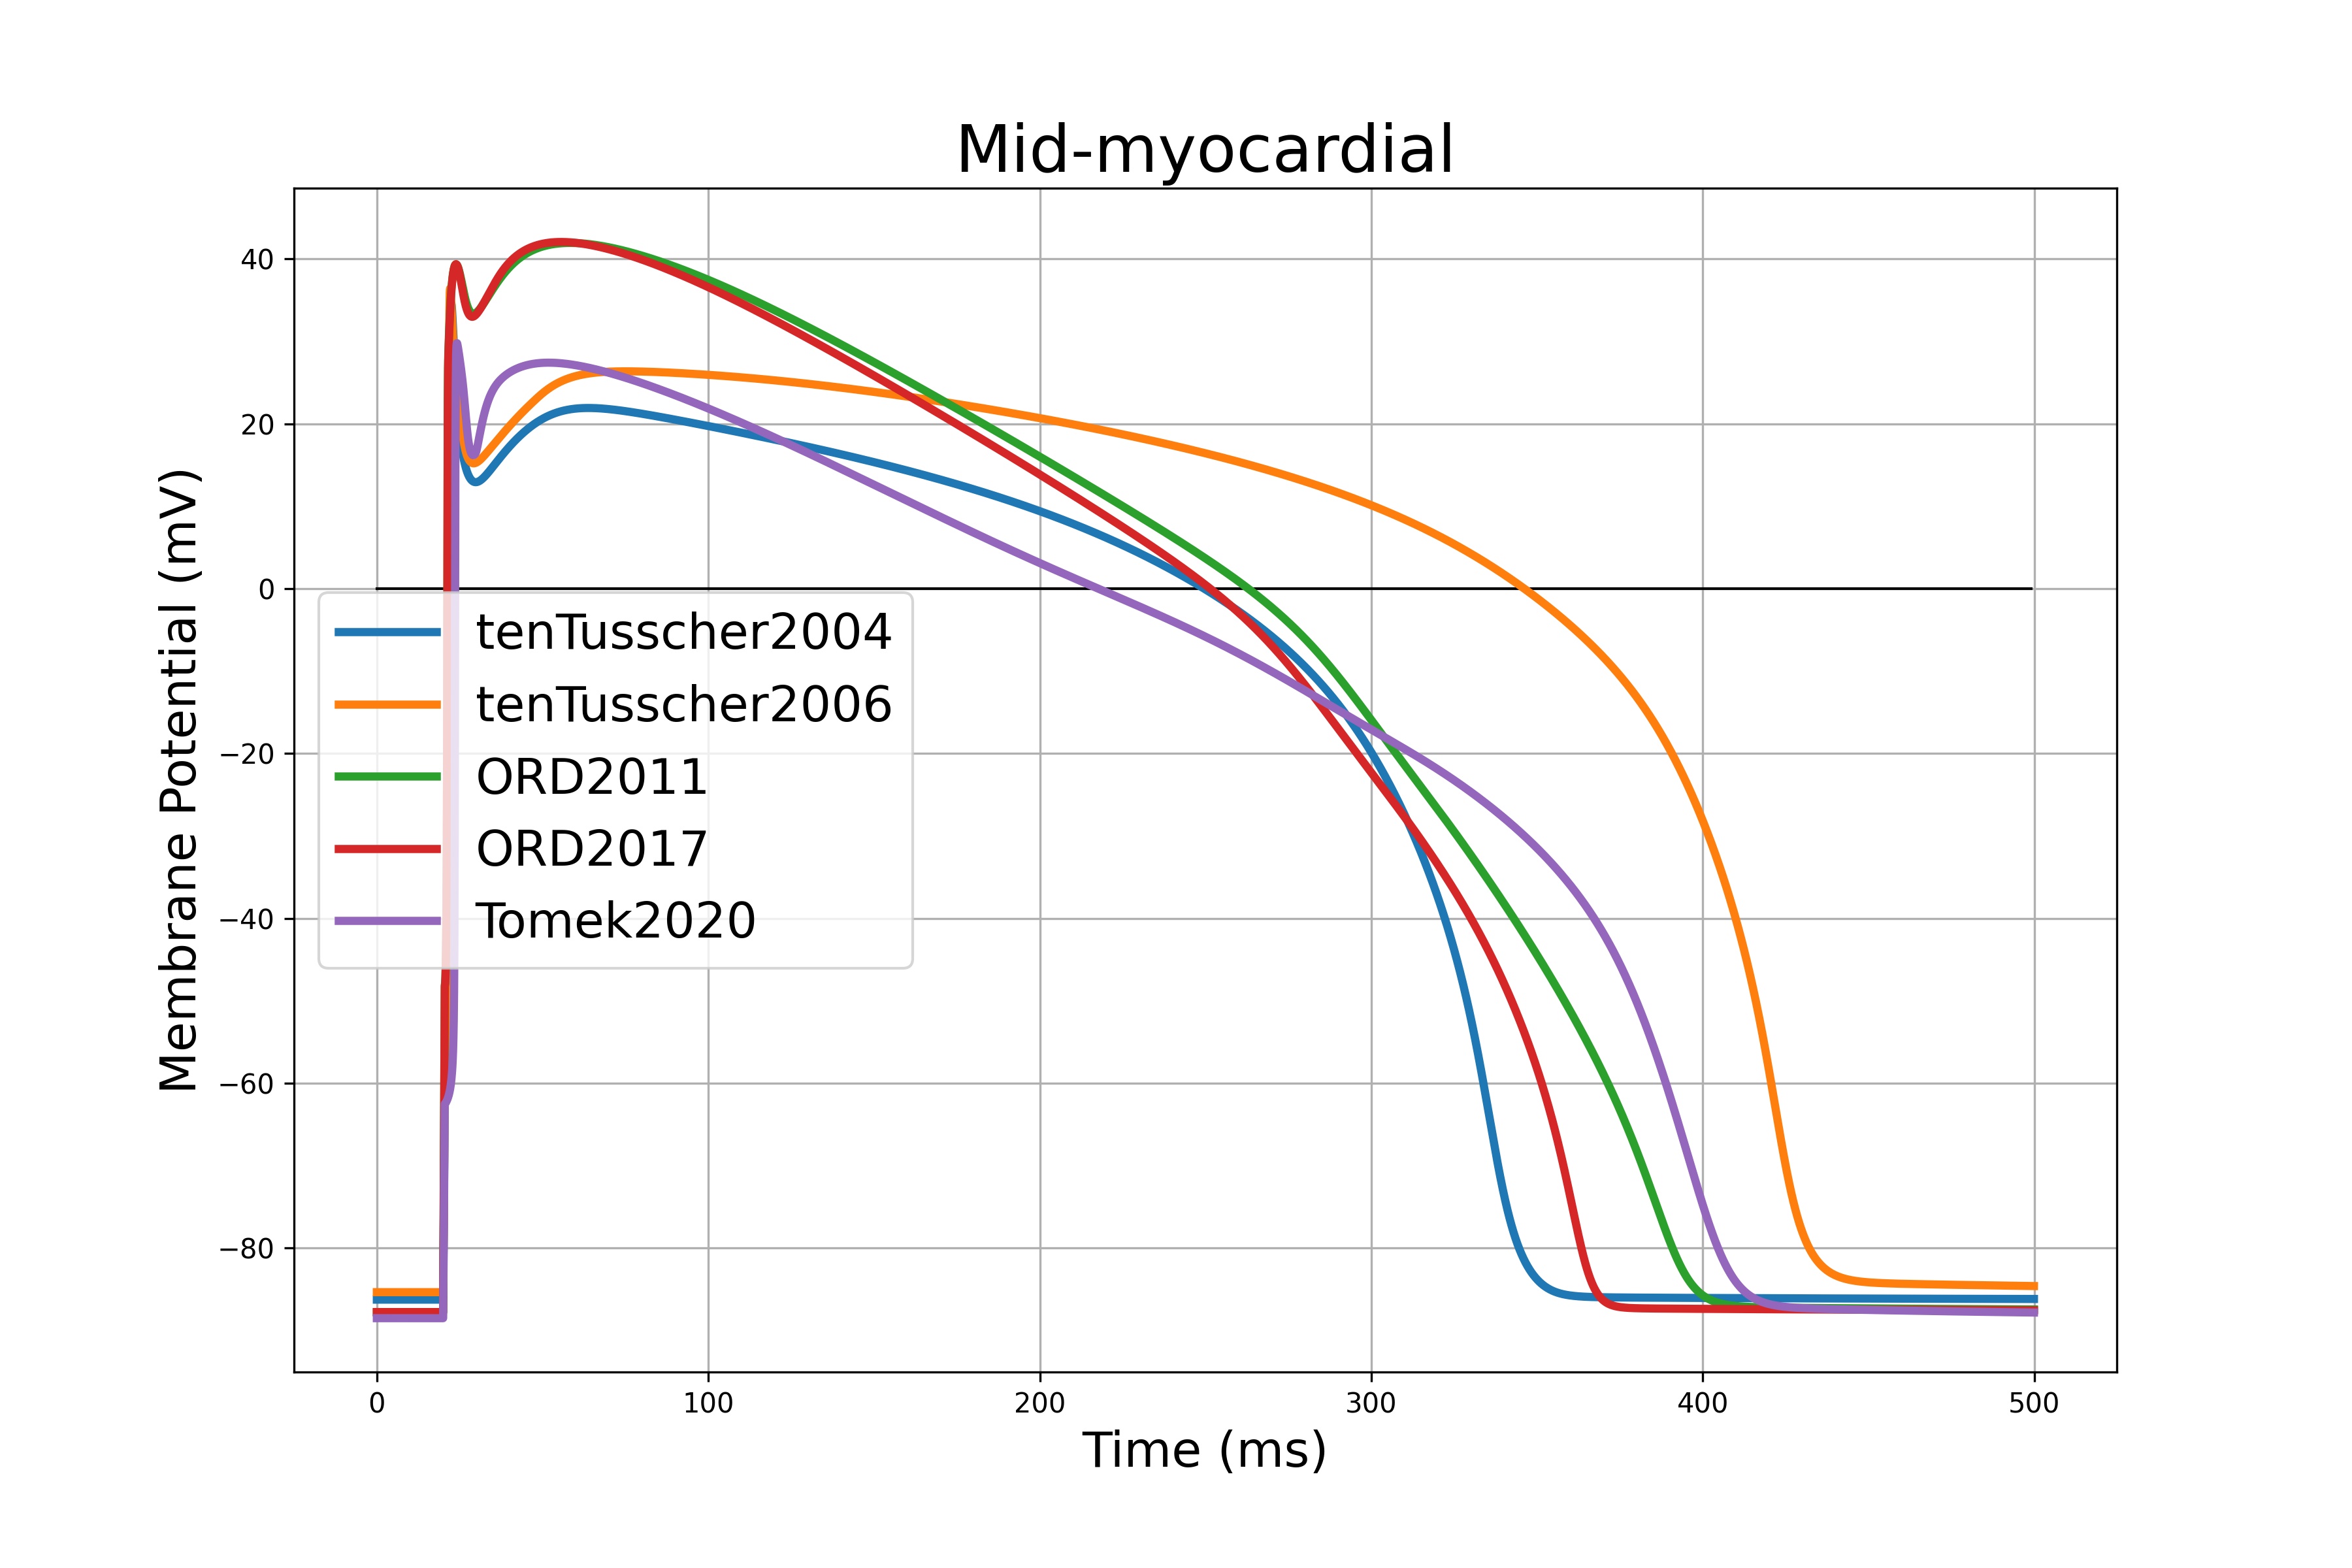 Mid-myocardial
Membrane Potential (mV)
40
20
0
−20
−40
−60
−80
tenTusscher2004
tenTusscher2006
ORD2011
ORD2017
Tomek2020
0 100 200 300 400 500
Time (ms)